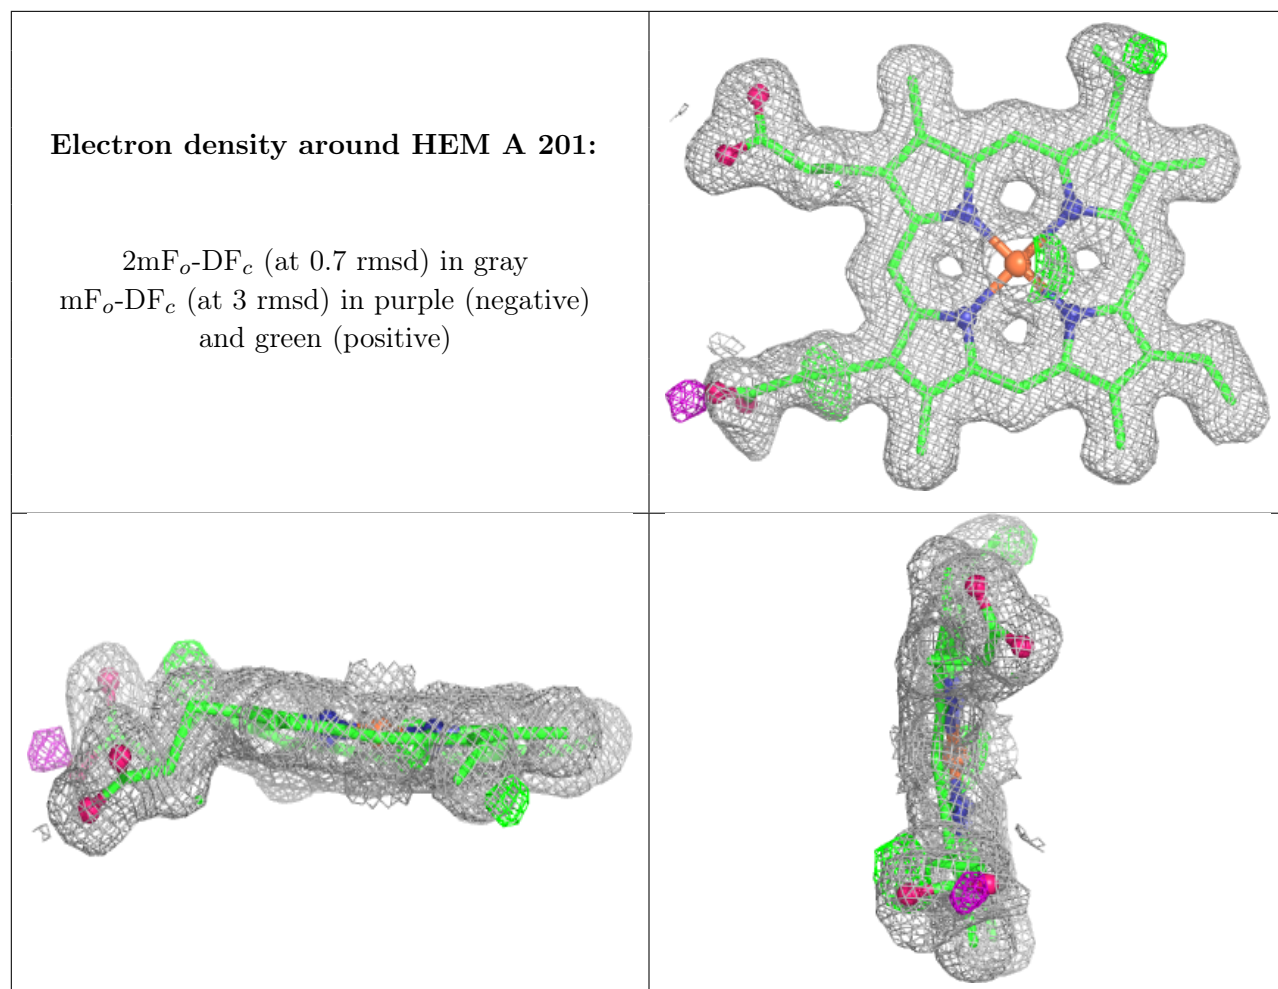 Electron density around HEM A 201:
2mFo-DFc (at 0.7 rmsd) in gray
mFo-DFc (at 3 rmsd) in purple (negative)
and green (positive)